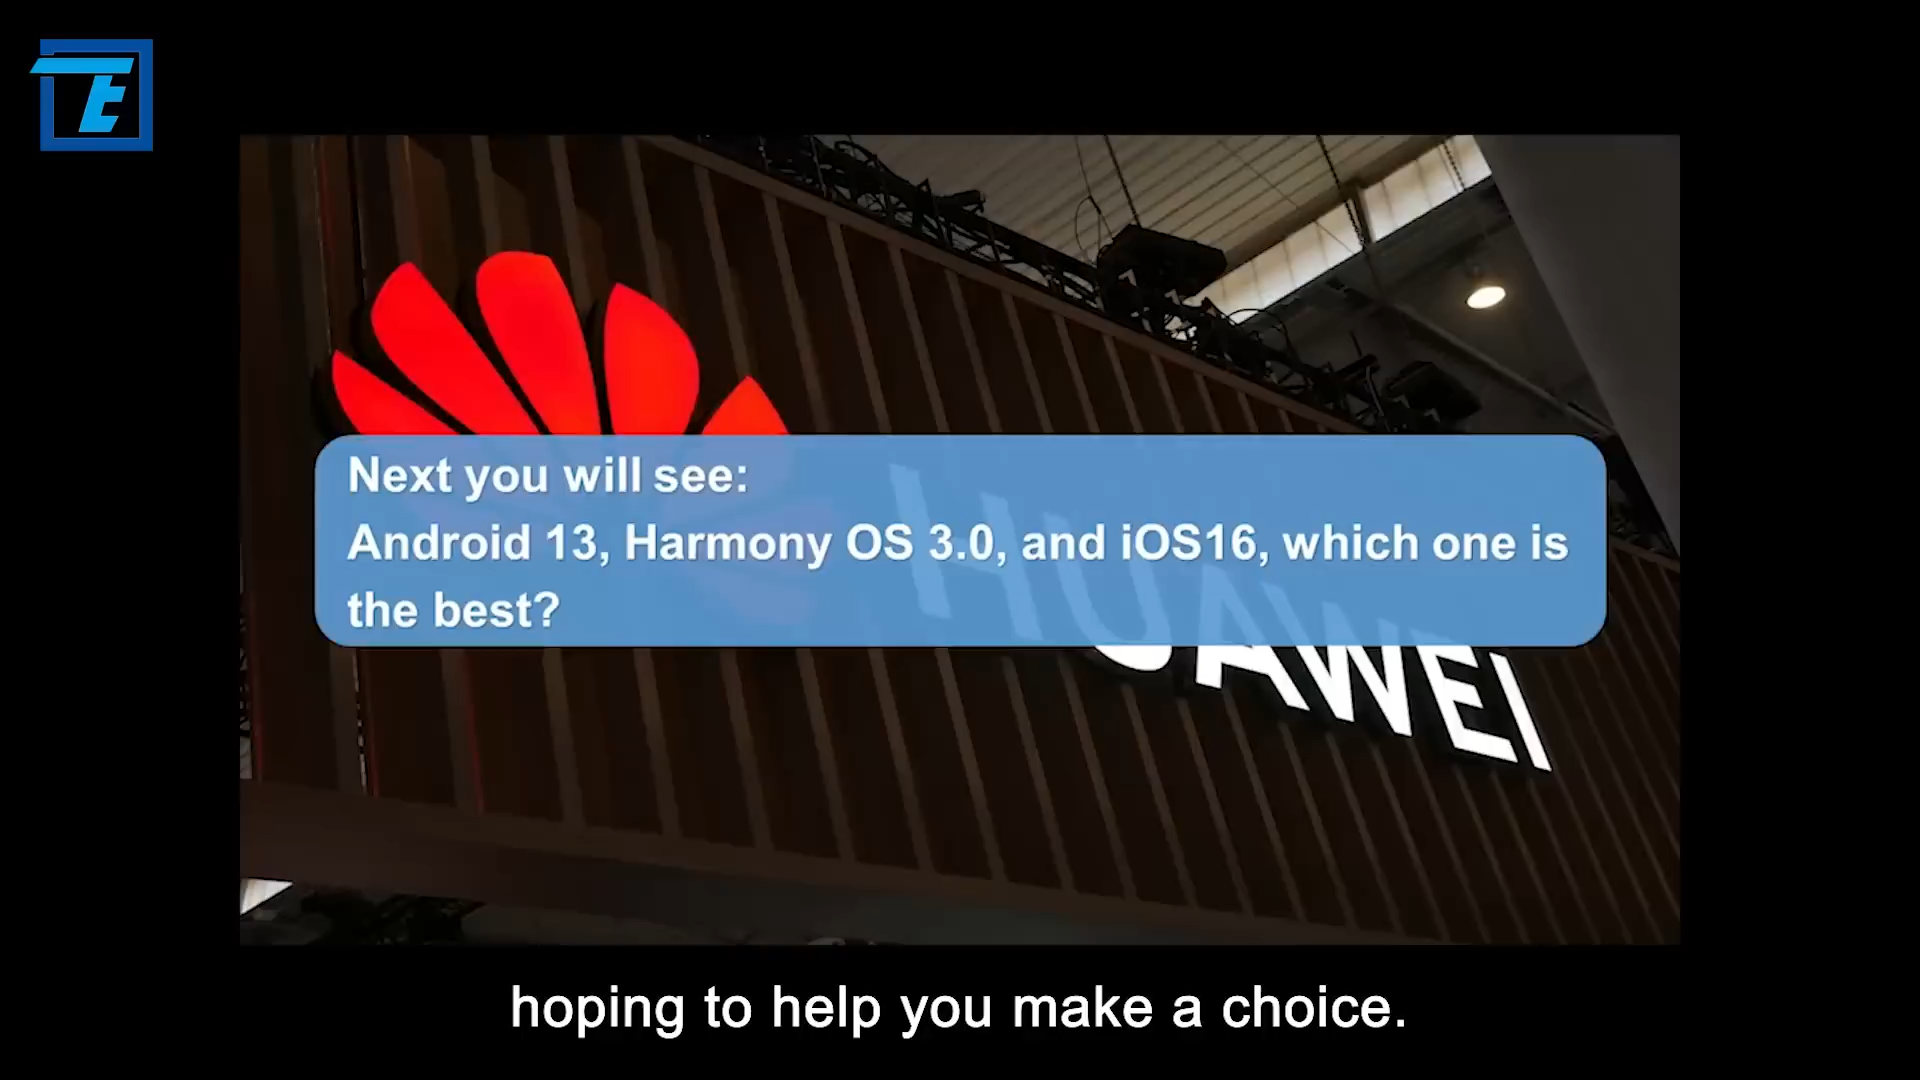 TE
Next you will see:
Android 13, Harmony OS 3.0, and iOS16, which one is
the best?
HUAWEI
hoping to help you make a choice.